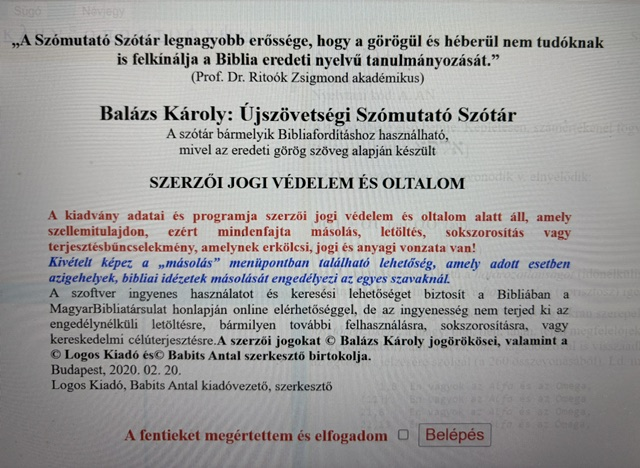 Súgó Névjegy
„A Szómutató Szótár legnagyobb erőssége, hogy a görögül és héberül nem tudóknak
is felkínálja a Biblia eredeti nyelvű tanulmányozását.”
(Prof. Dr. Ritoók Zsigmond akadémikus)
Balázs Károly: Újszövetségi Szómutató Szótár
A szótár bármelyik Bibliafordításhoz használható,
mivel az eredeti görög szöveg alapján készült
SZERZŐI JOGI VÉDELEM ÉS OLTALOM
A kiadvány adatai és programja szerzői jogi védelem és oltalom alatt áll, amely
szellemitulajdon, ezért mindenfajta másolás, letöltés, sokszorosítás vagy
terjesztésbűncselekmény, amelynek erkölcsi, jogi és anyagi vonzata van!
Kivételt képez a „másolás” menüpontban található lehetőség, amely adott esetben
azigehelyek, bibliai idézetek másolását engedélyezi az egyes szavaknál.
A szoftver ingyenes használatot és keresési lehetőséget biztosít a Bibliában a
MagyarBibliatársulat honlapján online elérhetőséggel, de az ingyenesség nem terjed ki az
engedélynélküli letöltésre, bármilyen további felhasználásra, sokszorosításra, vagy
kereskedelmi célúterjesztésre.A szerzői jogokat © Balázs Károly jogörökösei, valamint a
© Logos Kiadó és© Babits Antal szerkesztő birtokolja.
Budapest, 2020. 02. 20.
Logos Kiadó, Babits Antal kiadóvezető, szerkesztő
A fentieket megértettem és elfogadom Belépés